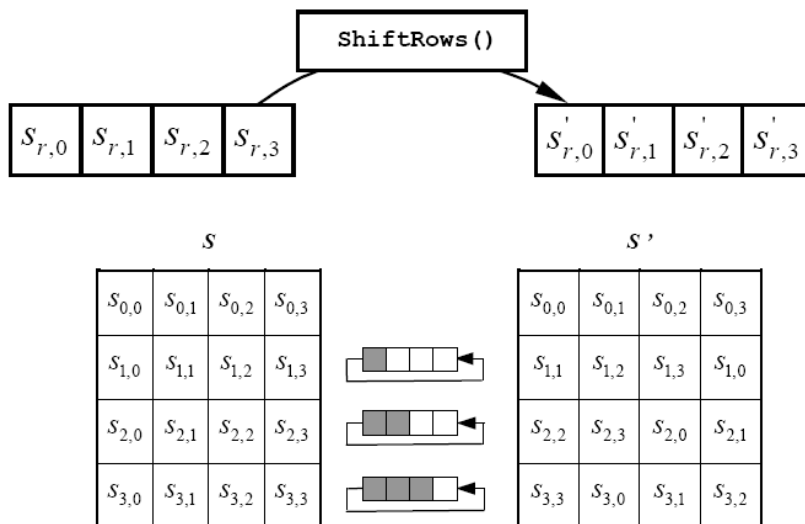 ShiftRows()
s_{r,0} s_{r,1} s_{r,2} s_{r,3} s'_{r,0} s'_{r,1} s'_{r,2} s'_{r,3}
S S'
s_{0,0} s_{0,1} s_{0,2} s_{0,3} s_{0,0} s_{0,1} s_{0,2} s_{0,3}
s_{1,0} s_{1,1} s_{1,2} s_{1,3} s_{1,1} s_{1,2} s_{1,3} s_{1,0}
s_{2,0} s_{2,1} s_{2,2} s_{2,3} s_{2,2} s_{2,3} s_{2,0} s_{2,1}
s_{3,0} s_{3,1} s_{3,2} s_{3,3} s_{3,3} s_{3,0} s_{3,1} s_{3,2}